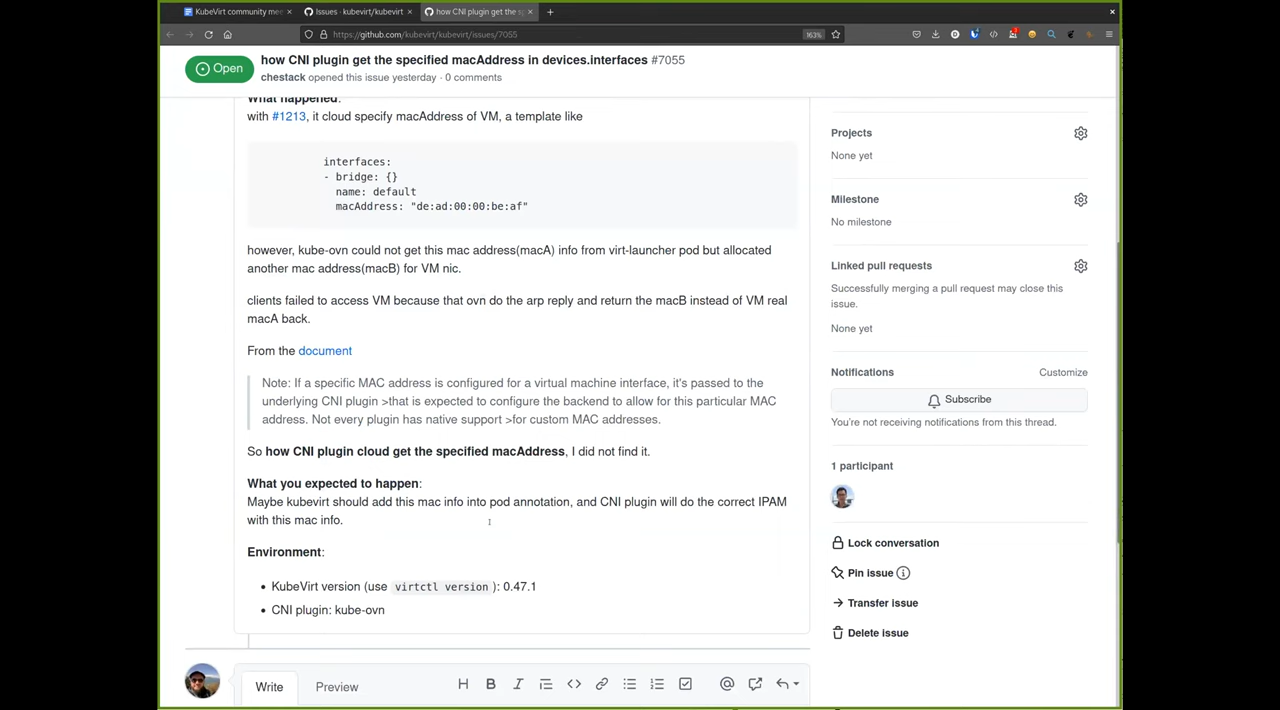 KubeVirt community mee
Issues · kubevirt/kubevirt
how CNI plugin get the s
https://github.com/kubevirt/kubevirt/issues/7055
163%
Open
how CNI plugin get the specified macAddress in devices.interfaces #7055
chestack opened this issue yesterday · 0 comments
What happened:
with #1213, it cloud specify macAddress of VM, a template like
interfaces:
- bridge: {}
name: default
macAddress: "de:ad:00:00:be:af"
however, kube-ovn could not get this mac address(macA) info from virt-launcher pod but allocated
another mac address(macB) for VM nic.
clients failed to access VM because that ovn do the arp reply and return the macB instead of VM real
macA back.
From the document
Note: If a specific MAC address is configured for a virtual machine interface, it's passed to the
underlying CNI plugin >that is expected to configure the backend to allow for this particular MAC
address. Not every plugin has native support >for custom MAC addresses.
So how CNI plugin cloud get the specified macAddress, I did not find it.
What you expected to happen:
Maybe kubevirt should add this mac info into pod annotation, and CNI plugin will do the correct IPAM
with this mac info.
Environment:
• KubeVirt version (use virtctl version): 0.47.1
• CNI plugin: kube-ovn
Write
Preview
Projects
None yet
Milestone
No milestone
Linked pull requests
Successfully merging a pull request may close this
issue.
None yet
Notifications
Customize
Subscribe
You're not receiving notifications from this thread.
1 participant
Lock conversation
Pin issue
Transfer issue
Delete issue